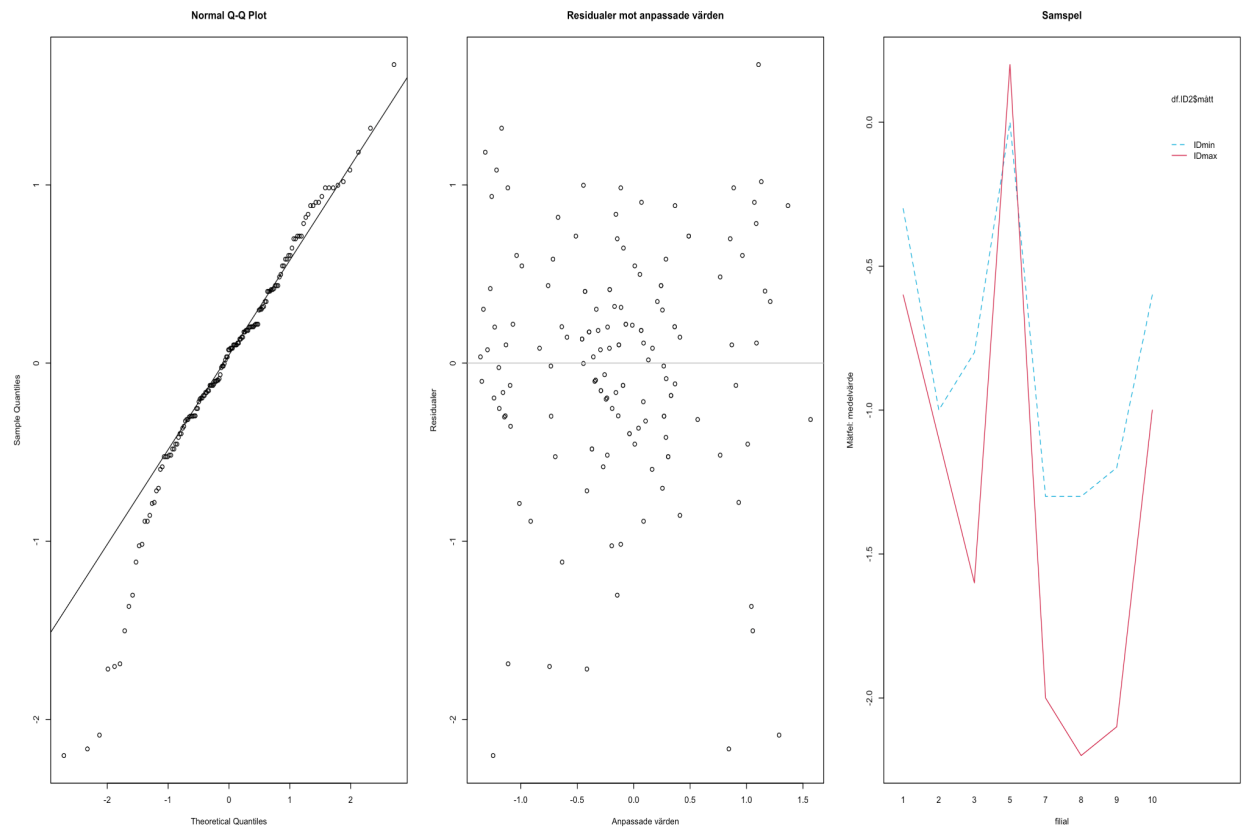 Normal Q-Q Plot
Sample Quantiles
1
0
-1
-2
-2
-1
0
1
2
Theoretical Quantiles
Residualer mot anpassade värden
Residualer
1
0
-1
-2
-1.0
-0.5
0.0
0.5
1.0
1.5
Anpassade värden
Samspel
Mätfel: medelvärde
0.0
-0.5
-1.0
-1.5
-2.0
df.ID2$mått
IDmin
IDmax
1
2
3
5
7
8
9
10
filial